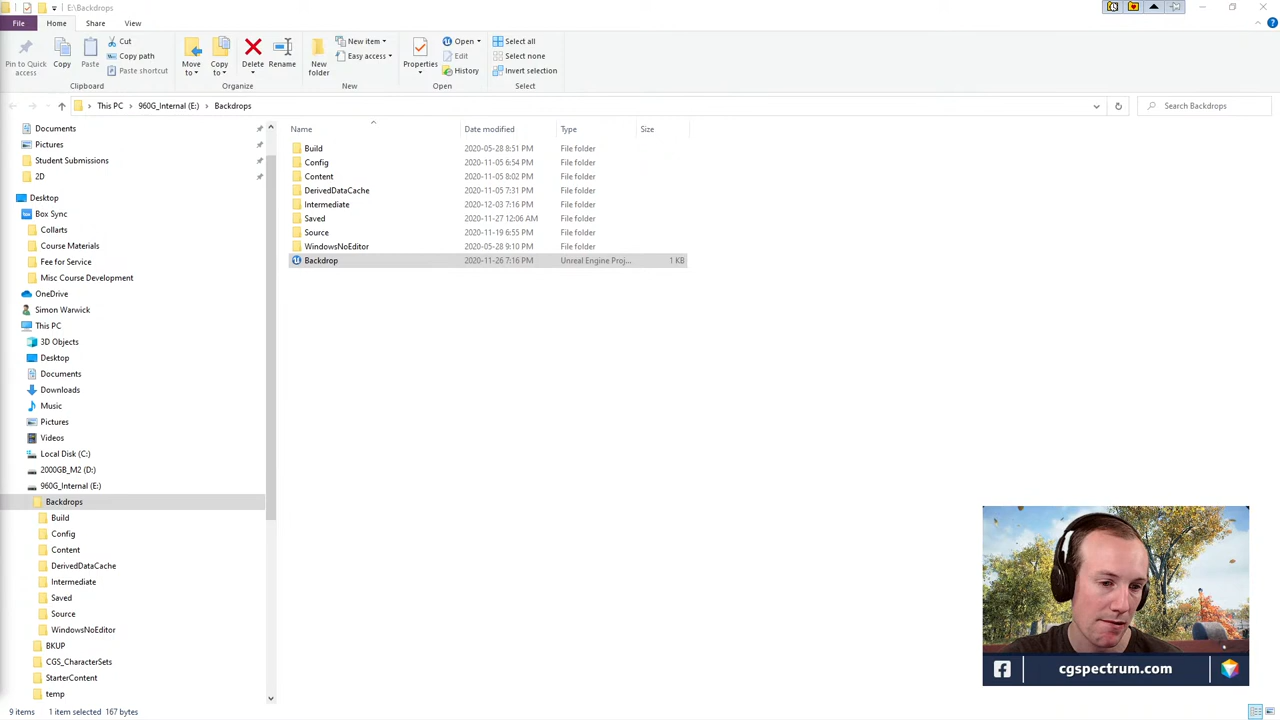 E:\Backdrops
File Home Share View
Pin to Quick access
Copy
Paste
Cut
Copy path
Paste shortcut
Clipboard
Move to
Copy to
Delete
Rename
Organize
New folder
New item
Easy access
New
Properties
Open
Edit
History
Open
Select all
Select none
Invert selection
Select
This PC 960G_Internal (E:) Backdrops
Search Backdrops
Documents
Pictures
Student Submissions
2D
Desktop
Box Sync
Collarts
Course Materials
Fee for Service
Misc Course Development
OneDrive
Simon Warwick
This PC
3D Objects
Desktop
Documents
Downloads
Music
Pictures
Videos
Local Disk (C:)
2000GB_M2 (D:)
960G_Internal (E:)
Backdrops
Build
Config
Content
DerivedDataCache
Intermediate
Saved
Source
WindowsNoEditor
BKUP
CGS_CharacterSets
StarterContent
temp
Name Date modified Type Size
Build 2020-05-28 8:51 PM File folder
Config 2020-11-05 6:54 PM File folder
Content 2020-11-05 8:02 PM File folder
DerivedDataCache 2020-11-05 7:31 PM File folder
Intermediate 2020-12-03 7:16 PM File folder
Saved 2020-11-27 12:06 AM File folder
Source 2020-11-19 6:55 PM File folder
WindowsNoEditor 2020-05-28 9:10 PM File folder
Backdrop 2020-11-26 7:16 PM Unreal Engine Proj... 1 KB
cgspectrum.com
9 items 1 item selected 167 bytes